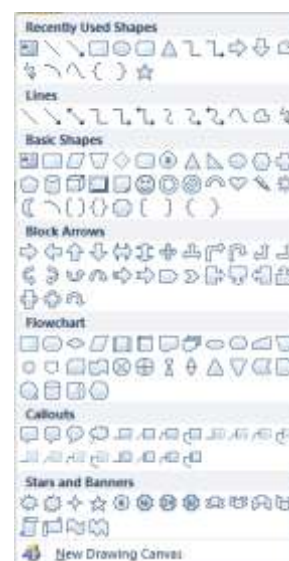 Recently Used Shapes
Lines
Basic Shapes
Block Arrows
Flowchart
Callouts
Stars and Banners
New Drawing Canvas